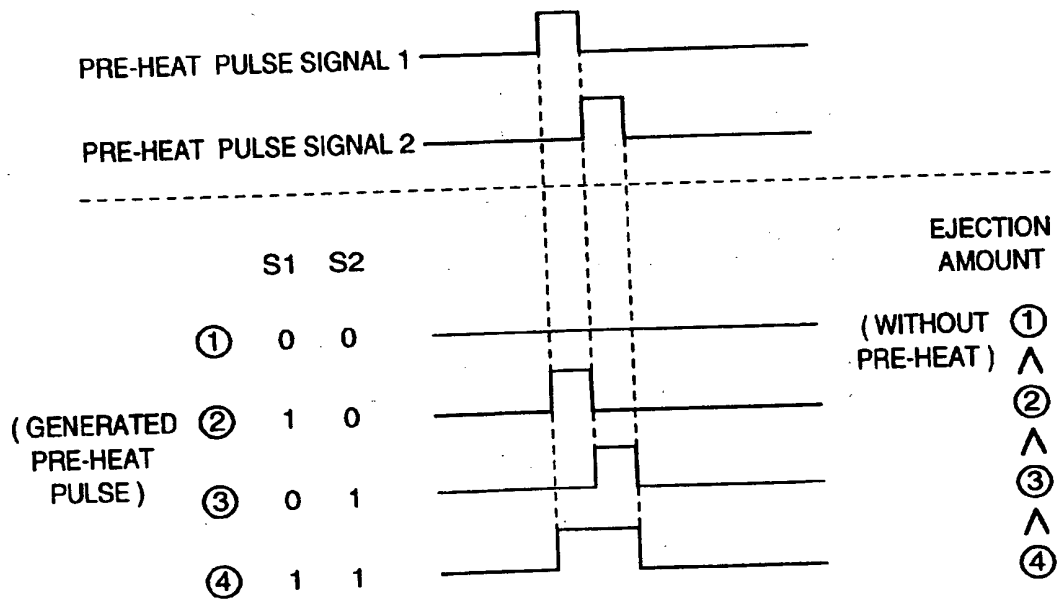 PRE-HEAT PULSE SIGNAL 1
PRE-HEAT PULSE SIGNAL 2
EJECTION
AMOUNT
S1 S2
① 0 0
(WITHOUT ①
PRE-HEAT) ∧
② 1 0
②
(GENERATED
PRE-HEAT
PULSE)
∧
③ 0 1
③
∧
④ 1 1
④